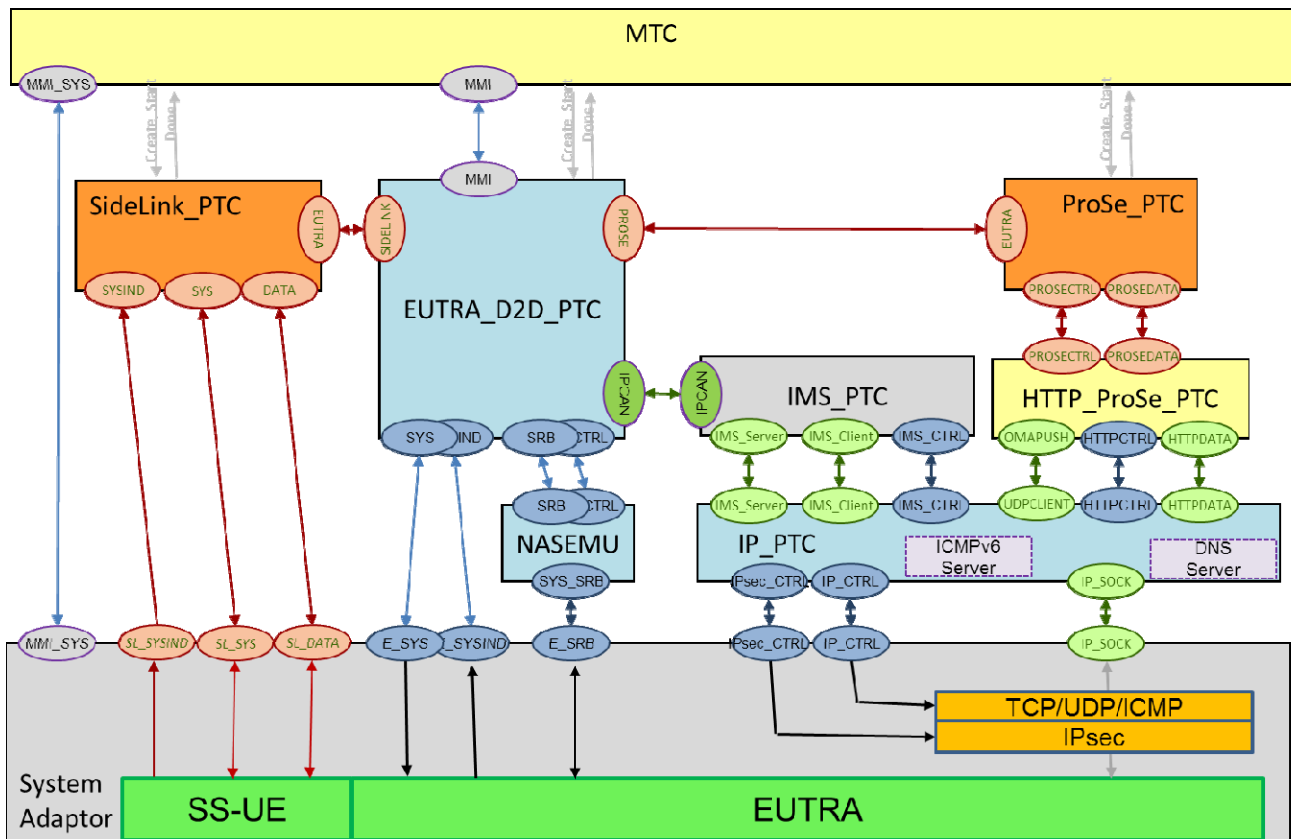 MTC
MMI_SYS
MMI
Create, Start
Done
Create, Start
Done
Create, Start
Done
MMI
SideLink_PTC
EUTRA
SIDELINK
PROSE
EUTRA
ProSe_PTC
SYSIND
SYS
DATA
EUTRA_D2D_PTC
PROSECTRL
PROSEDATA
PROSECTRL
PROSEDATA
IPCAN
IPCAN
IMS_PTC
HTTP_ProSe_PTC
SYS
IND
SRB
CTRL
IMS_Server
IMS_Client
IMS_CTRL
OMAPUSH
HTTPCTRL
HTTPDATA
SRB
CTRL
IMS_Server
IMS_Client
IMS_CTRL
UDPCLIENT
HTTPCTRL
HTTPDATA
NASEMU
IP_PTC
ICMPv6
Server
DNS
Server
SYS_SRB
IPsec_CTRL
IP_CTRL
IP_SOCK
MMI_SYS
SL_SYSIND
SL_SYS
SL_DATA
E_SYS
_SYSIND
E_SRB
IPsec_CTRL
IP_CTRL
IP_SOCK
TCP/UDP/ICMP
IPsec
System
Adaptor
SS-UE
EUTRA